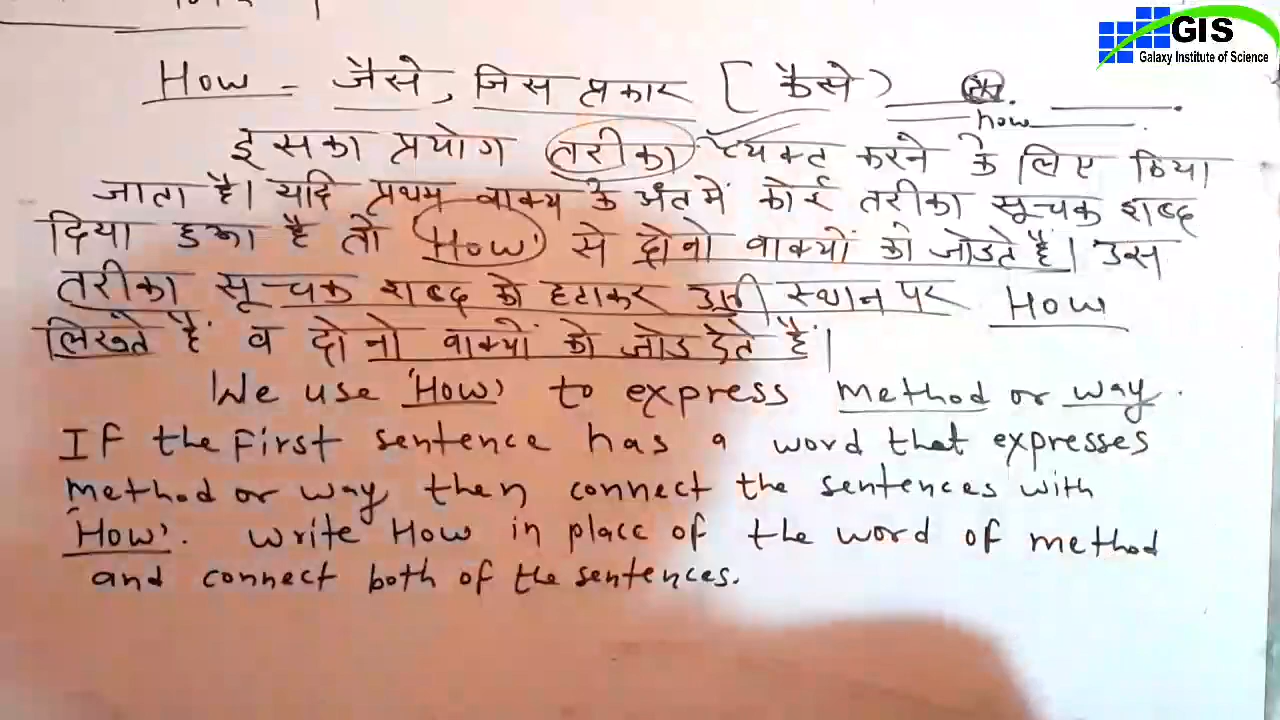 GIS
Galaxy Institute of Science
How - जैसे, जिस प्रकार [ कैसे )
how
इसका प्रयोग तरीका व्यक्त करने के लिए किया
जाता है। यदि प्रथम वाक्य के अंत में कोई तरीका सूचक शब्द
दिया हुआ है तो 'How' से दोनो वाक्यों को जोडते है। उस
तरीका सूचक शब्द को हटाकर उसी स्थान पर How
लिखते हैं व दोनो वाक्यों को जोड देते हैं।
We use 'How' to express method or way.
If the first sentence has a word that expresses
method or way then connect the sentences with
'How'. Write How in place of the word of method
and connect both of the sentences.